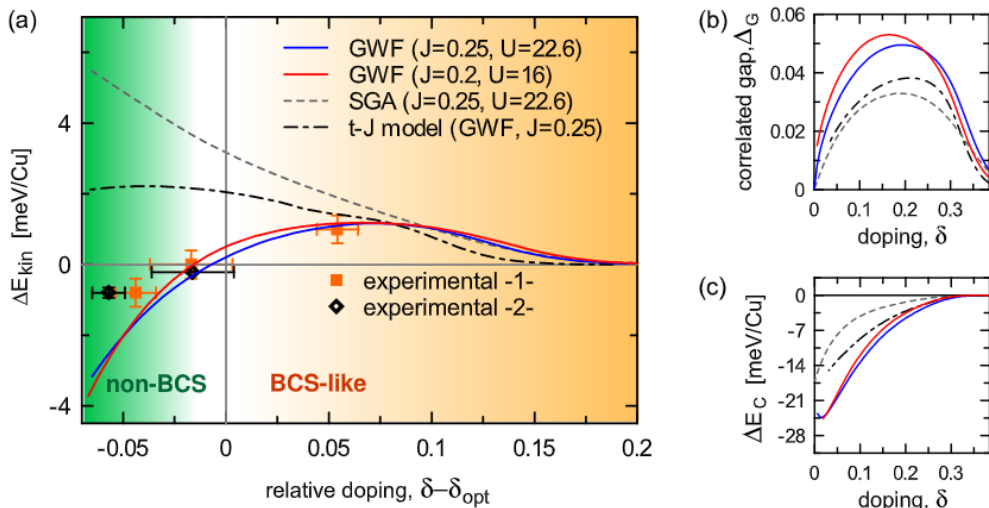 (a)
GWF (J=0.25, U=22.6)
GWF (J=0.2, U=16)
SGA (J=0.25, U=22.6)
t-J model (GWF, J=0.25)
4
0
-4
ΔE_kin [meV/Cu]
experimental -1-
experimental -2-
non-BCS
BCS-like
-0.05 0 0.05 0.1 0.15 0.2
relative doping, δ−δ_opt
(b)
0.06
0.04
0.02
0
correlated gap, Δ_G
0 0.1 0.2 0.3
doping, δ
(c)
0
-7
-14
-21
-28
ΔE_C [meV/Cu]
0 0.1 0.2 0.3
doping, δ